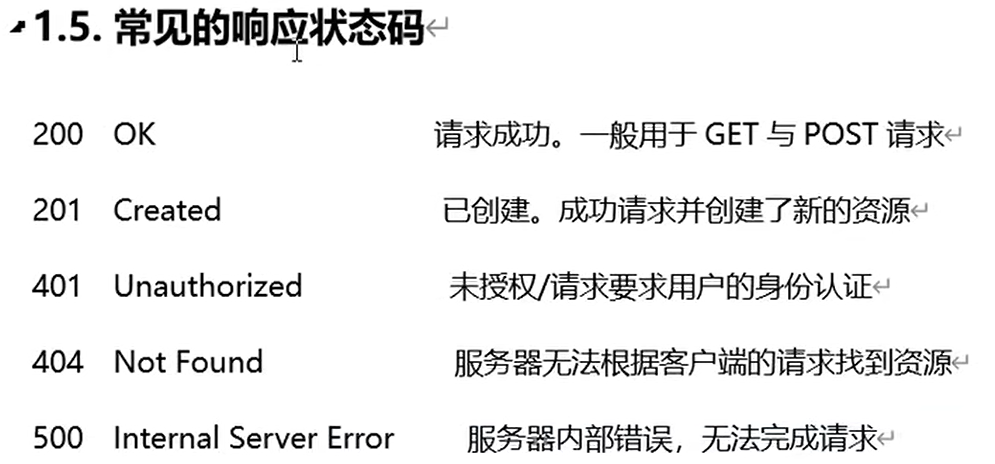 1.5. 常见的响应状态码
200 OK 请求成功。一般用于 GET 与 POST 请求
201 Created 已创建。成功请求并创建了新的资源
401 Unauthorized 未授权/请求要求用户的身份认证
404 Not Found 服务器无法根据客户端的请求找到资源
500 Internal Server Error 服务器内部错误，无法完成请求